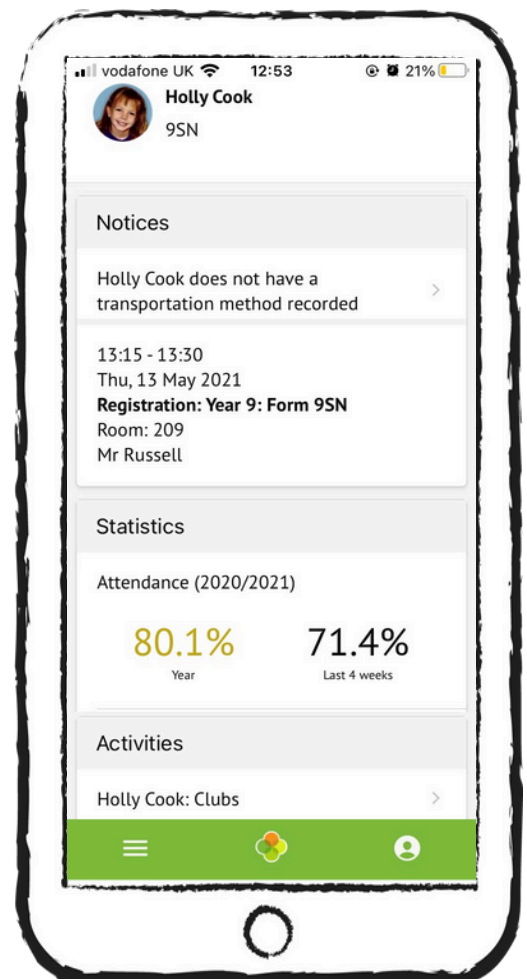 vodafone UK 12:53 21%
Holly Cook
9SN
Notices
Holly Cook does not have a
transportation method recorded
13:15 - 13:30
Thu, 13 May 2021
Registration: Year 9: Form 9SN
Room: 209
Mr Russell
Statistics
Attendance (2020/2021)
80.1% 71.4%
Year Last 4 weeks
Activities
Holly Cook: Clubs